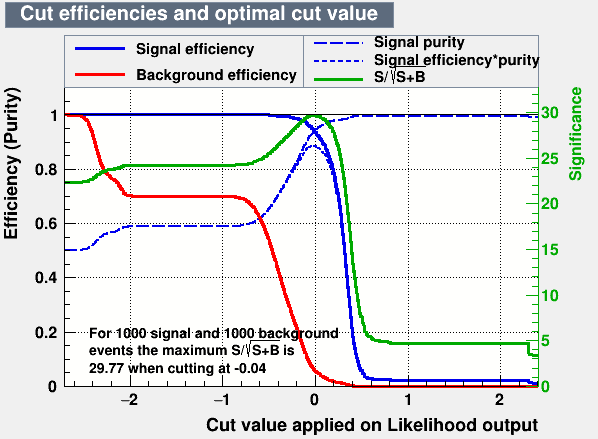 Cut efficiencies and optimal cut value
Signal efficiency
Background efficiency
Signal purity
Signal efficiency*purity
S/√S+B
Efficiency (Purity)
1
0.8
0.6
0.4
0.2
0
Significance
30
25
20
15
10
5
0
For 1000 signal and 1000 background
events the maximum S/√S+B is
29.77 when cutting at -0.04
−2 −1 0 1 2
Cut value applied on Likelihood output